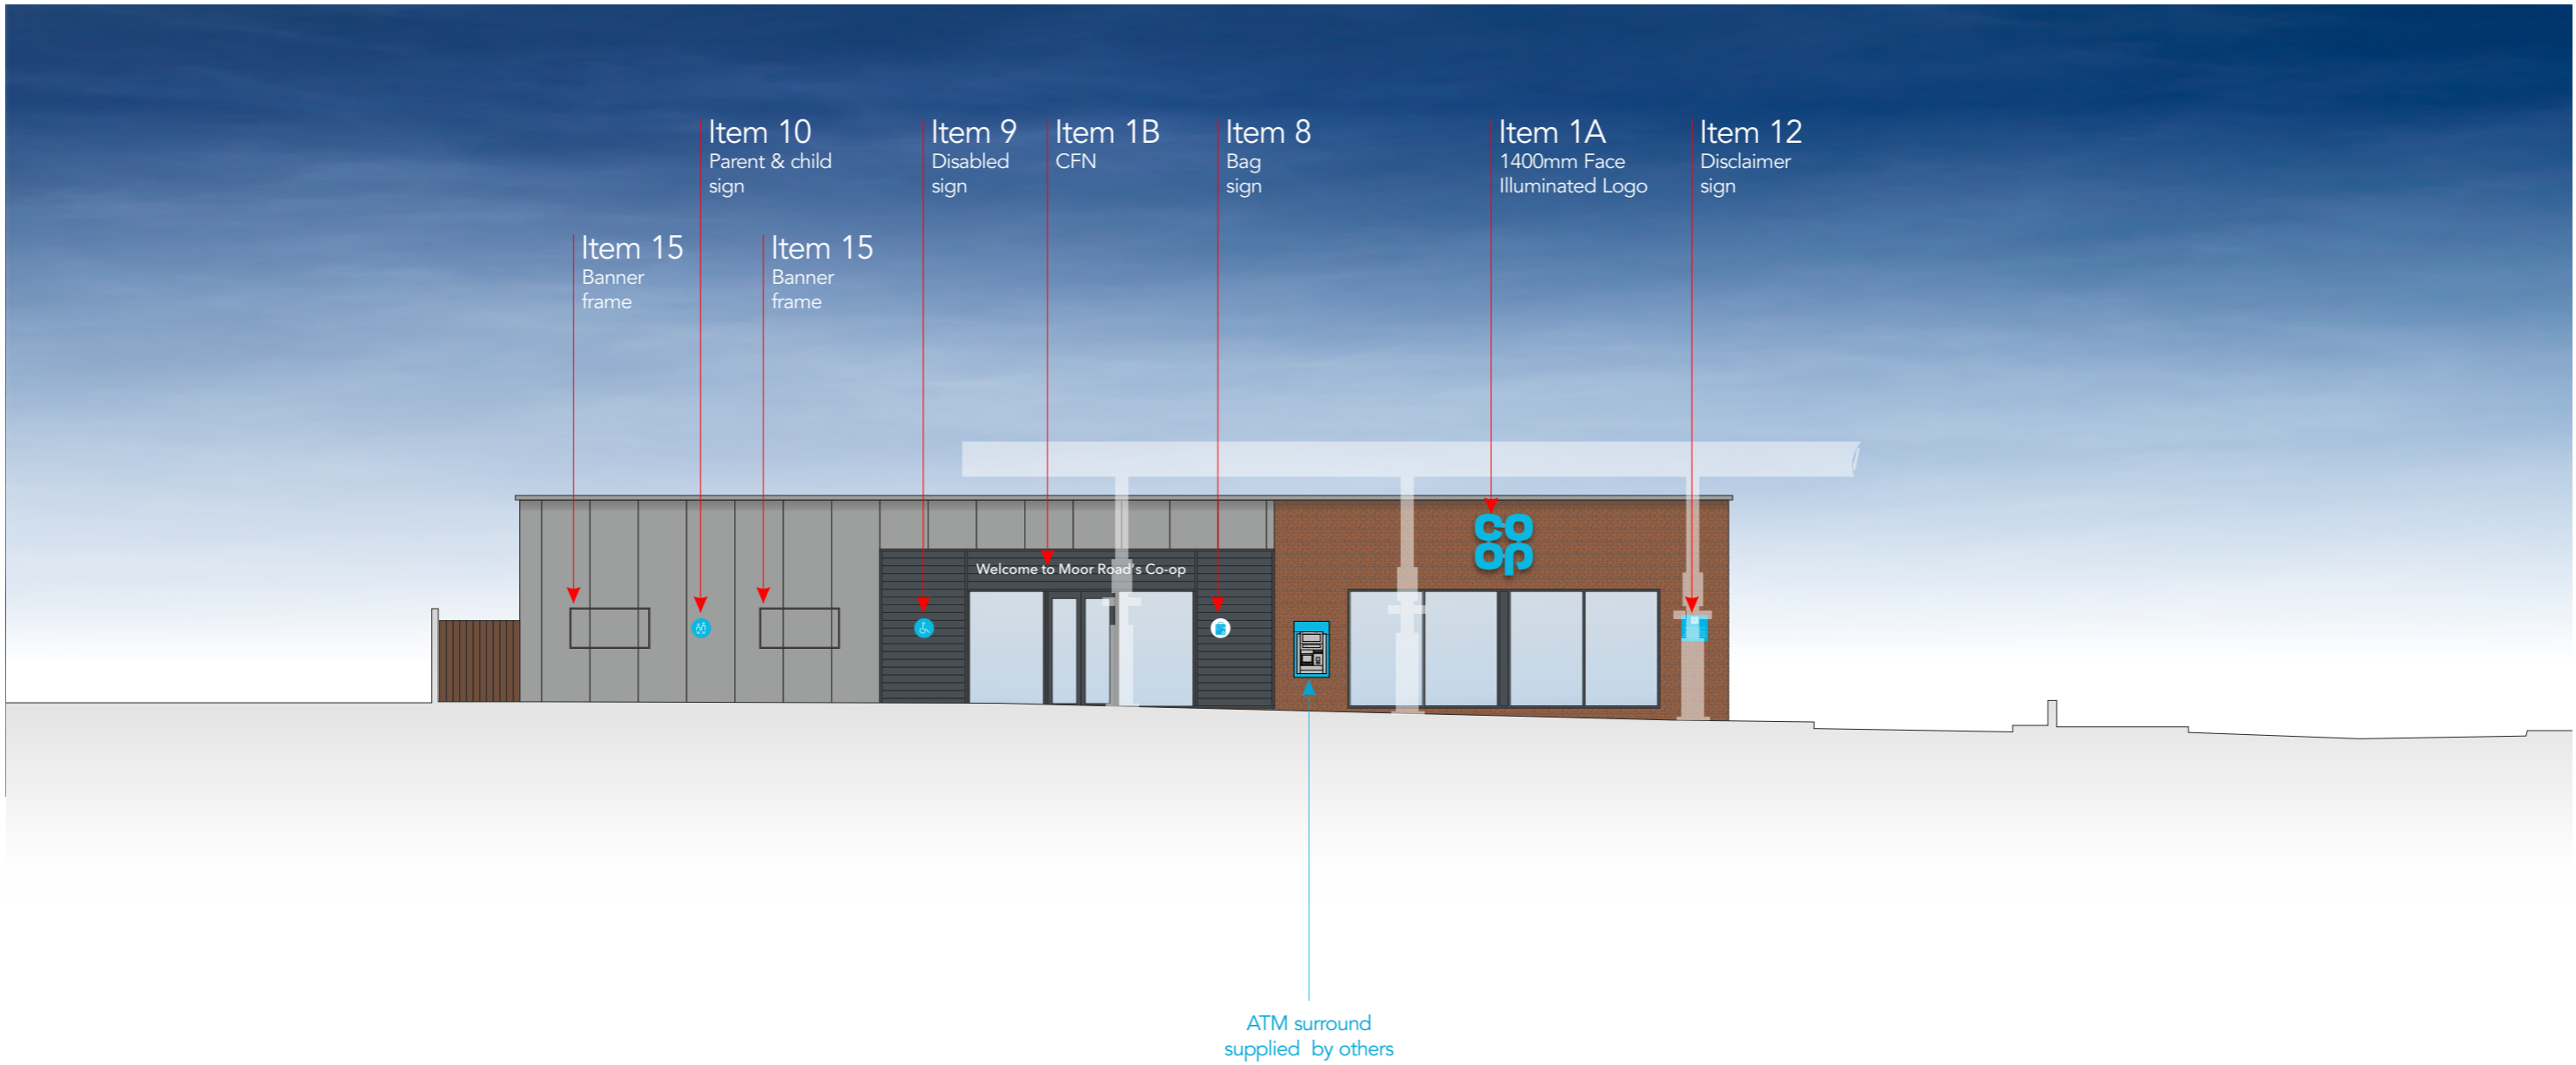 Item 10
Parent & child
sign
Item 9
Disabled
sign
Item 1B
CFN
Item 8
Bag
sign
Item 1A
1400mm Face
Illuminated Logo
Item 12
Disclaimer
sign
Item 15
Banner
frame
Item 15
Banner
frame
co
op
Welcome to Moor Road's Co-op
ATM surround
supplied by others